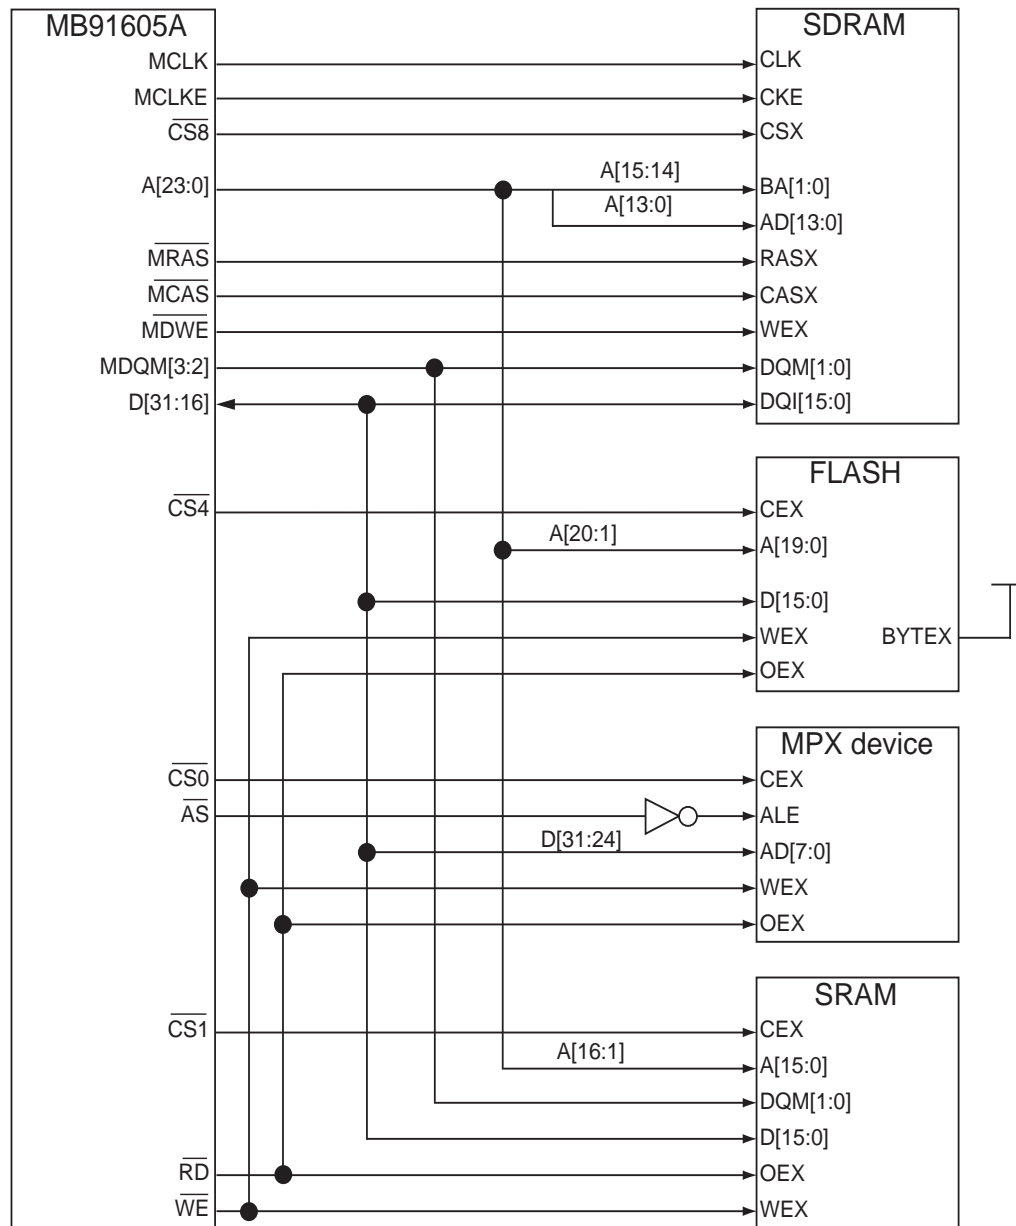 MB91605A
SDRAM
MCLK
CLK
MCLKE
CKE
CS8
CSX
A[23:0]
A[15:14]
BA[1:0]
A[13:0]
AD[13:0]
MRAS
RASX
MCAS
CASX
MDWE
WEX
MDQM[3:2]
DQM[1:0]
D[31:16]
DQI[15:0]
FLASH
CS4
CEX
A[20:1]
A[19:0]
D[15:0]
WEX
BYTEX
OEX
MPX device
CS0
CEX
AS
ALE
D[31:24]
AD[7:0]
WEX
OEX
SRAM
CS1
CEX
A[16:1]
A[15:0]
DQM[1:0]
D[15:0]
RD
OEX
WE
WEX